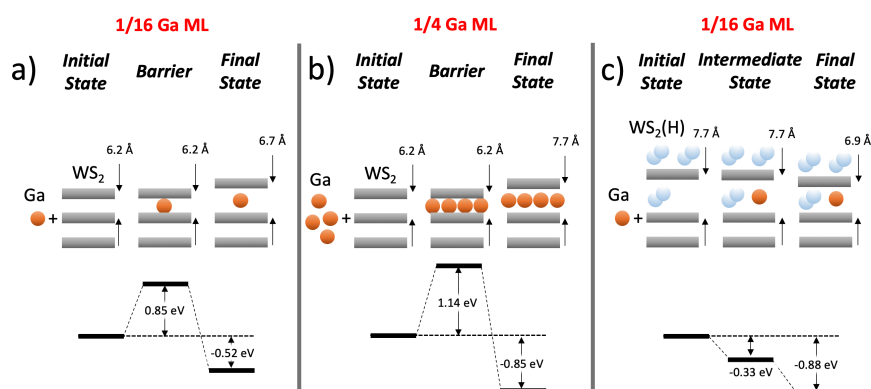 1/16 Ga ML
a)
Initial State
Barrier
Final State
6.2 Å
6.2 Å
6.7 Å
WS2
Ga
+
0.85 eV
-0.52 eV
1/4 Ga ML
b)
Initial State
Barrier
Final State
6.2 Å
6.2 Å
7.7 Å
WS2
Ga
+
1.14 eV
-0.85 eV
1/16 Ga ML
c)
Initial State
Intermediate State
Final State
WS2(H)
7.7 Å
7.7 Å
6.9 Å
Ga
+
-0.33 eV
-0.88 eV